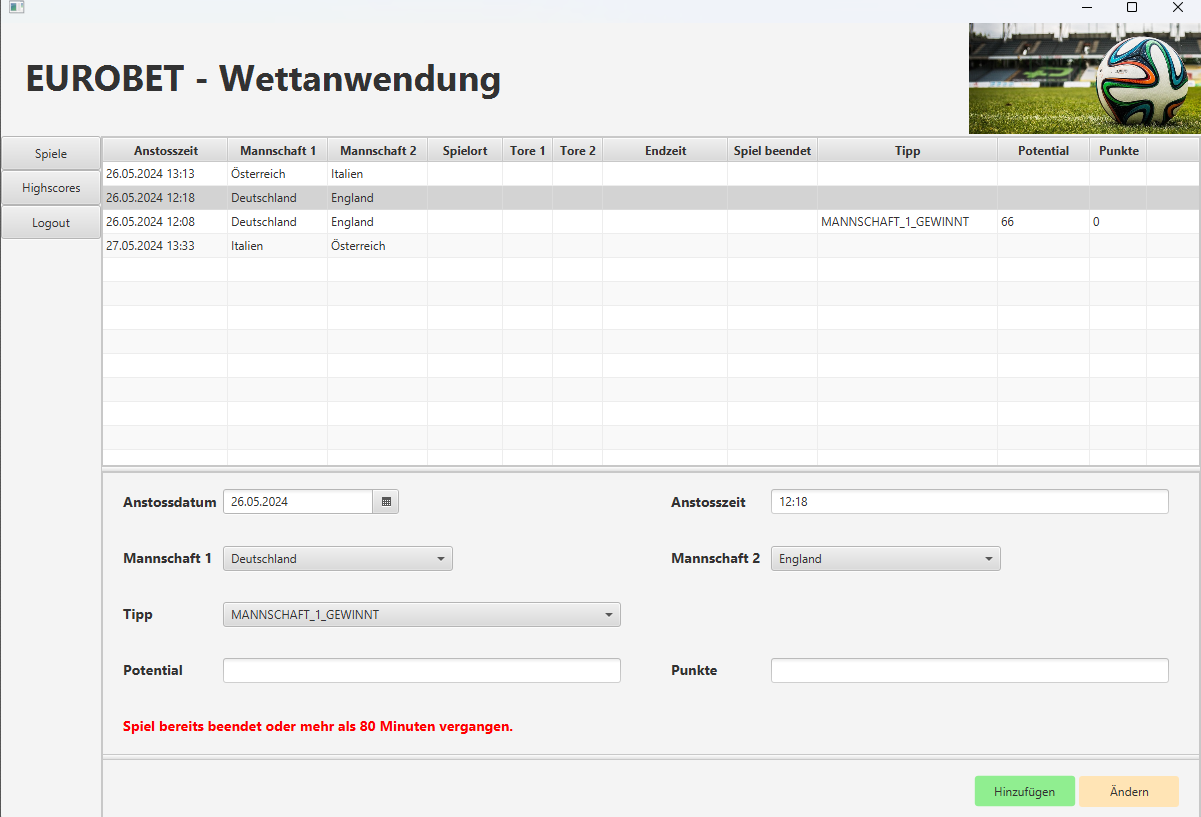 EUROBET - Wettanwendung
Spiele
Highscores
Logout
Anstosszeit Mannschaft 1 Mannschaft 2 Spielort Tore 1 Tore 2 Endzeit Spiel beendet Tipp Potential Punkte
26.05.2024 13:13 Österreich Italien
26.05.2024 12:18 Deutschland England
26.05.2024 12:08 Deutschland England MANNSCHAFT_1_GEWINNT 66 0
27.05.2024 13:33 Italien Österreich
Anstossdatum 26.05.2024 Anstosszeit 12:18
Mannschaft 1 Deutschland Mannschaft 2 England
Tipp MANNSCHAFT_1_GEWINNT
Potential Punkte
Spiel bereits beendet oder mehr als 80 Minuten vergangen.
Hinzufügen Ändern